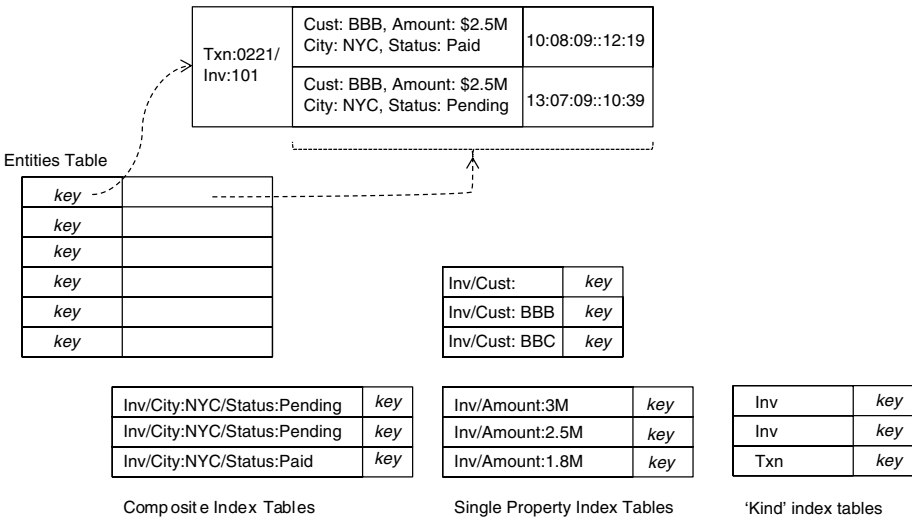 Txn:0221/
Inv:101
Cust: BBB, Amount: $2.5M
City: NYC, Status: Paid
10:08:09::12:19
Cust: BBB, Amount: $2.5M
City: NYC, Status: Pending
13:07:09::10:39
Entities Table
key
key
key
key
key
key
Inv/Cust: key
Inv/Cust: BBB key
Inv/Cust: BBC key
Inv/City:NYC/Status:Pending key
Inv/City:NYC/Status:Pending key
Inv/City:NYC/Status:Paid key
Composite Index Tables
Inv/Amount:3M key
Inv/Amount:2.5M key
Inv/Amount:1.8M key
Single Property Index Tables
Inv key
Inv key
Txn key
‘Kind’ index tables